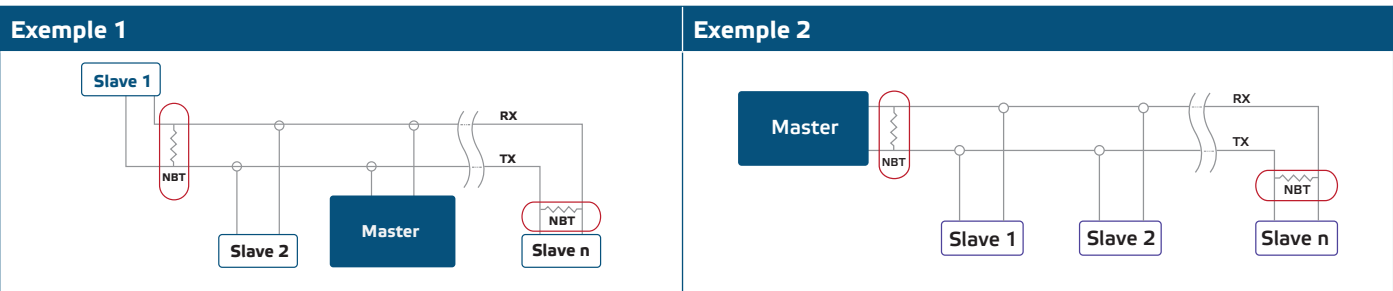 Exemple 1
Slave 1
RX
TX
NBT
NBT
Master
Slave 2
Slave n
Exemple 2
RX
Master
TX
NBT
NBT
Slave 1
Slave 2
Slave n